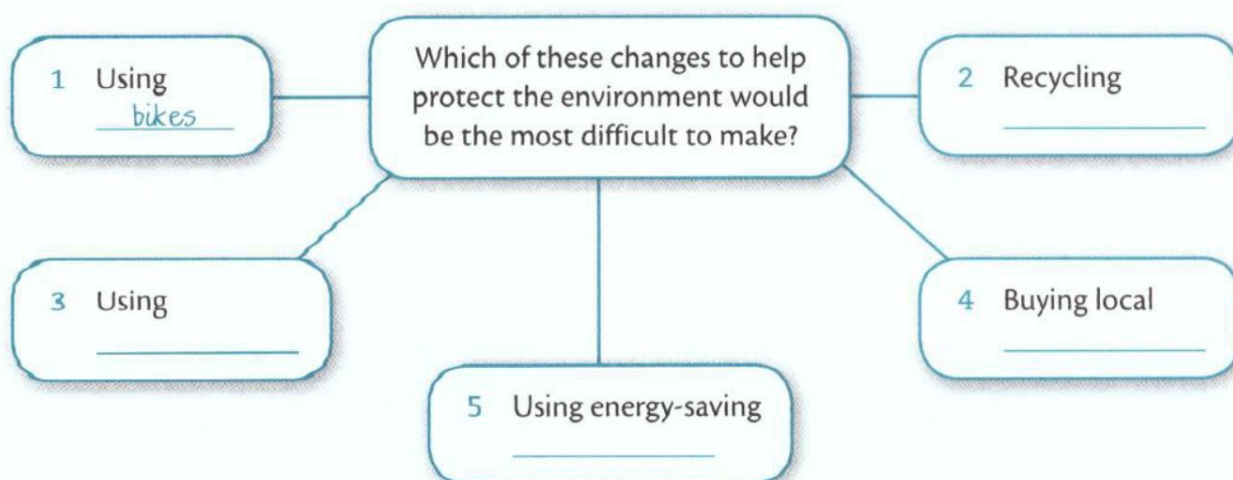 Which of these changes to help
protect the environment would
be the most difficult to make?
1 Using
bikes
2 Recycling
3 Using
4 Buying local
5 Using energy-saving